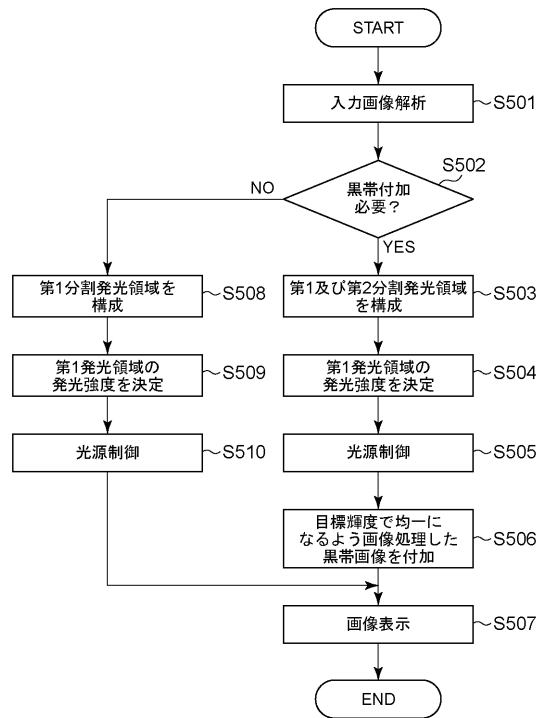 START
入力画像解析
S501
S502
黒帯付加
必要？
NO
YES
第1分割発光領域を
構成
S508
第1及び第2分割発光領域
を構成
S503
第1発光領域の
発光強度を決定
S509
第1発光領域の
発光強度を決定
S504
光源制御
S510
光源制御
S505
目標輝度で均一に
なるよう画像処理した
黒帯画像を付加
S506
画像表示
S507
END